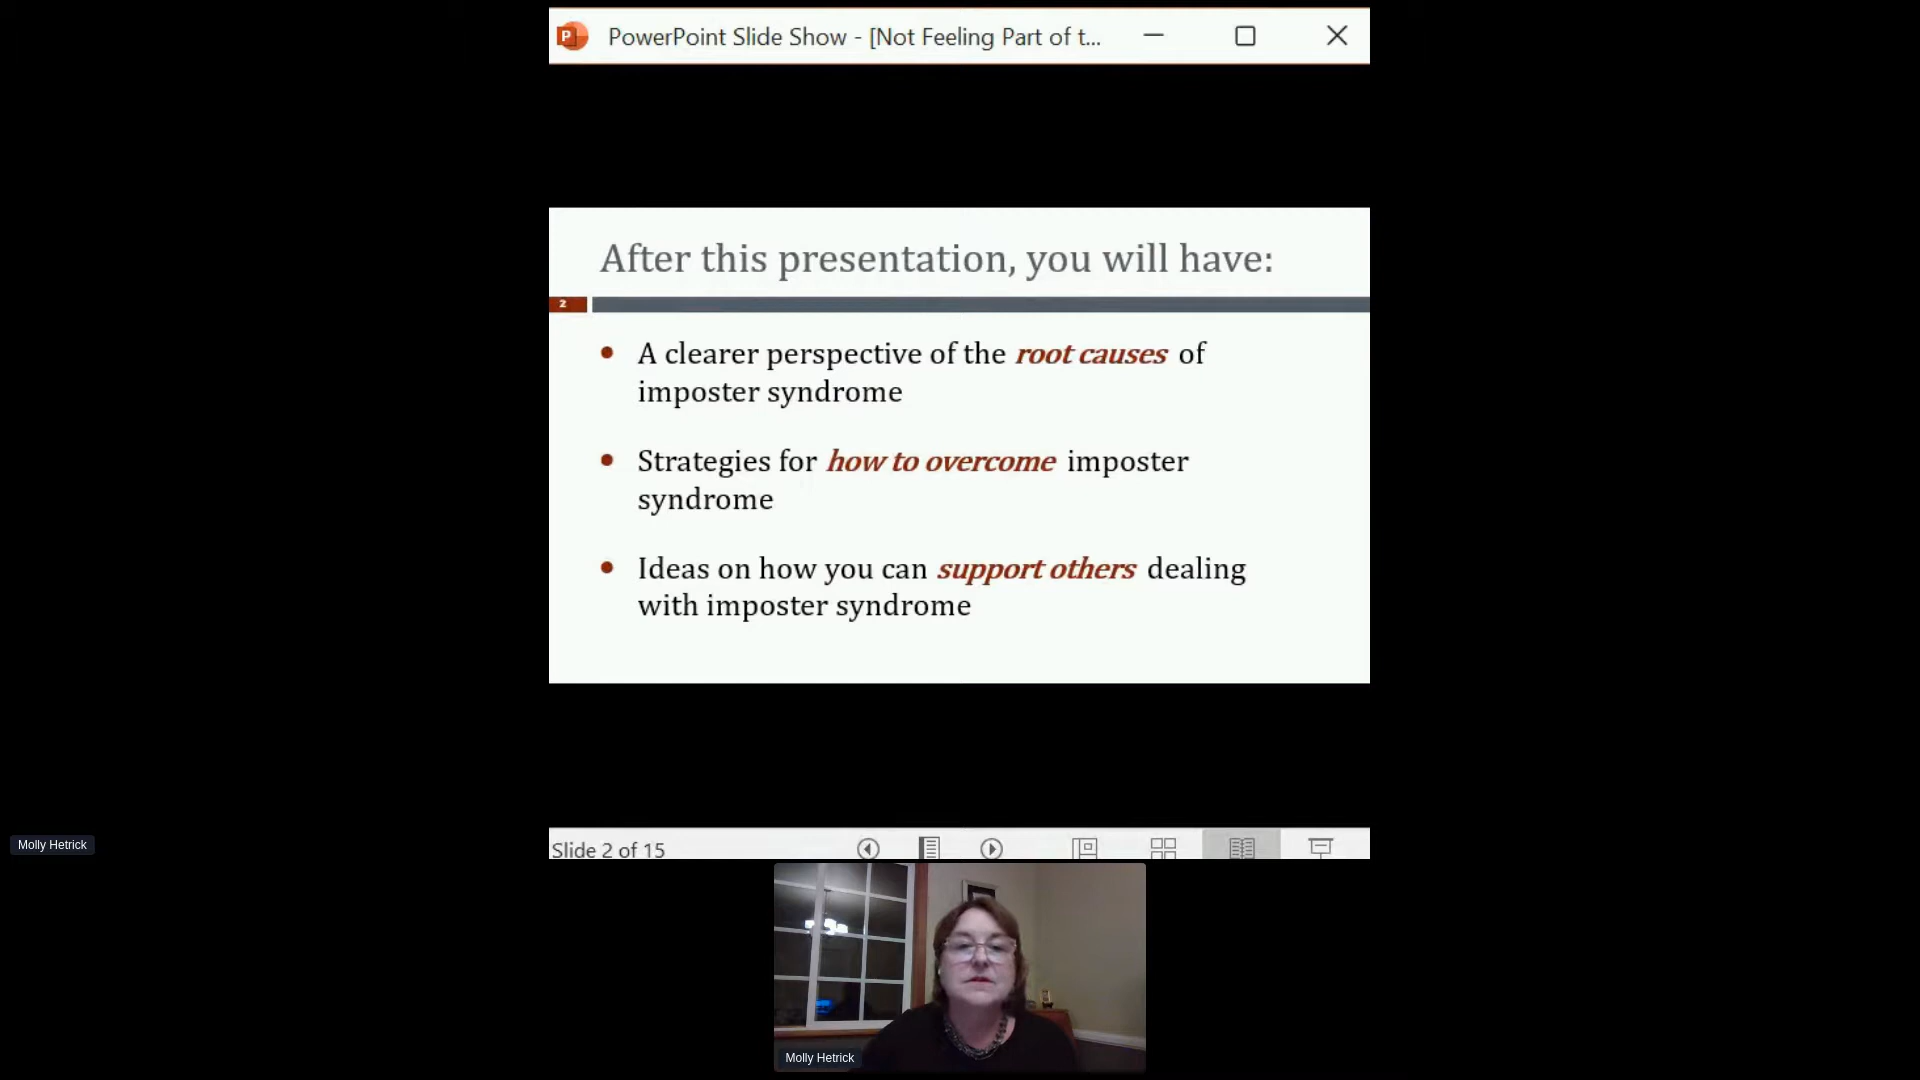 PowerPoint Slide Show - [Not Feeling Part of t...
After this presentation, you will have:
2
• A clearer perspective of the root causes of
imposter syndrome
• Strategies for how to overcome imposter
syndrome
• Ideas on how you can support others dealing
with imposter syndrome
Molly Hetrick
Slide 2 of 15
Molly Hetrick